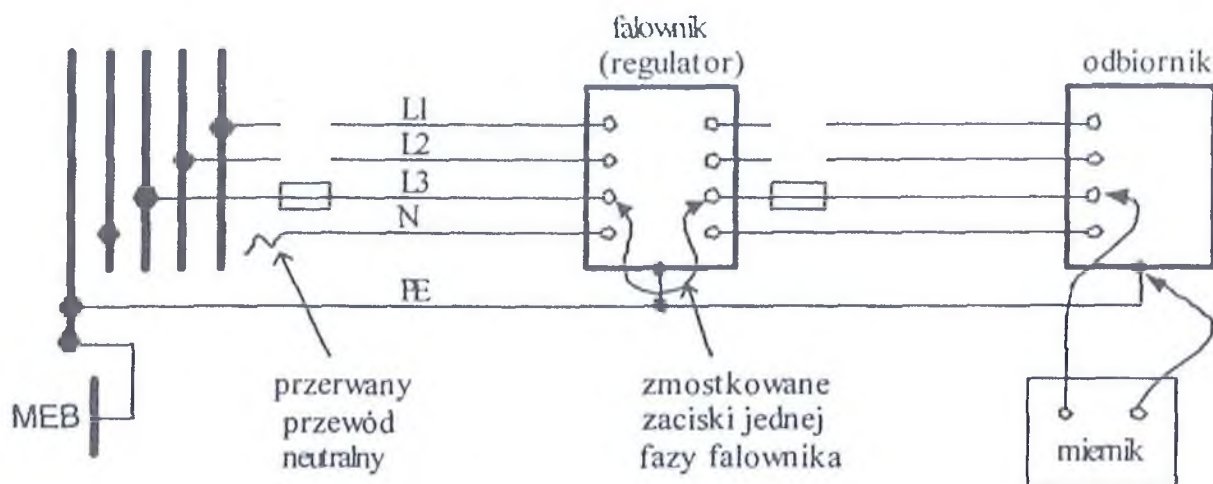 falownik
(regulator)
odbiornik
L1
L2
L3
N
PE
MEB
przerwany
przewód
neutralny
zmostkowane
zaciski jednej
fazy falownika
miernik